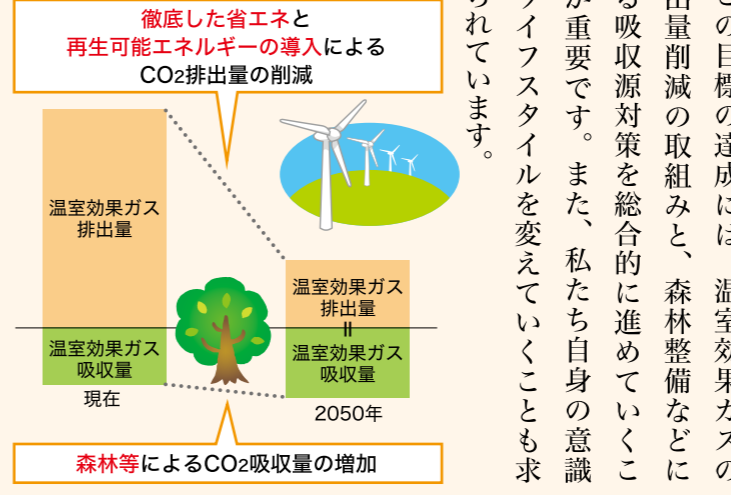 徹底した省エネと
再生可能エネルギーの導入による
CO2排出量の削減
温室効果ガス
排出量
温室効果ガス
吸収量
現在
温室効果ガス
排出量
=
温室効果ガス
吸収量
2050年
森林等によるCO2吸収量の増加
の目標の達成には、温室効果ガスの
出量削減の取組みと、森林整備などに
る吸収源対策を総合的に進めていくこ
が重要です。また、私たち自身の意識
ライフスタイルを変えていくことも求
られています。